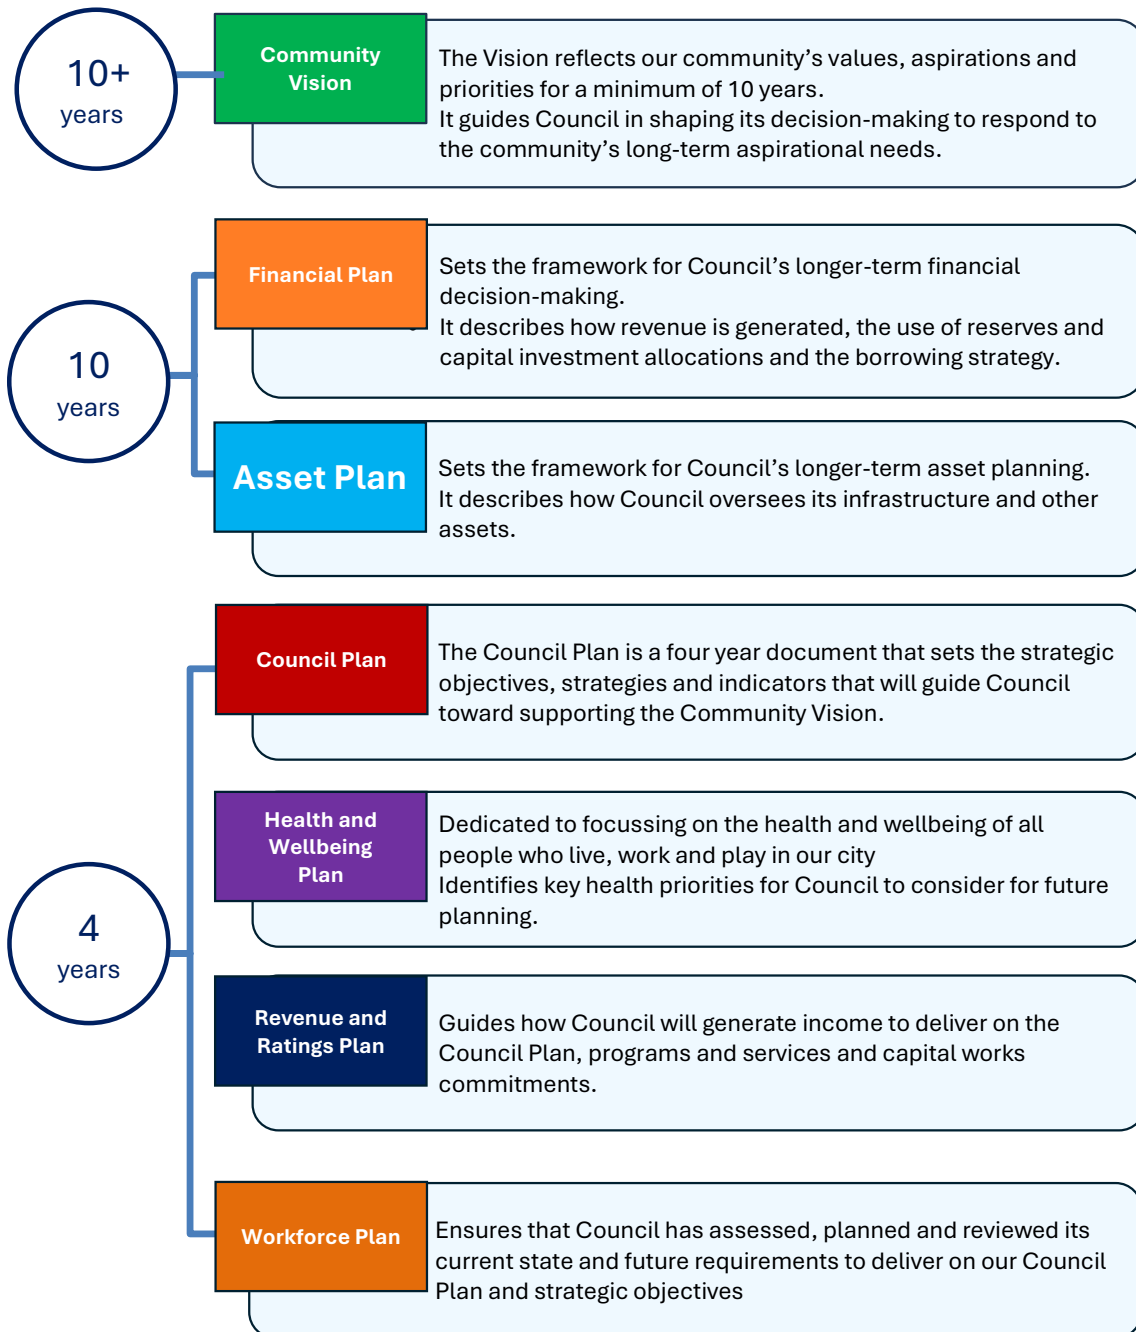 10+
years
Community
Vision
The Vision reflects our community's values, aspirations and
priorities for a minimum of 10 years.
It guides Council in shaping its decision-making to respond to
the community's long-term aspirational needs.
10
years
Financial Plan
Sets the framework for Council's longer-term financial
decision-making.
It describes how revenue is generated, the use of reserves and
capital investment allocations and the borrowing strategy.
Asset Plan
Sets the framework for Council's longer-term asset planning.
It describes how Council oversees its infrastructure and other
assets.
4
years
Council Plan
The Council Plan is a four year document that sets the strategic
objectives, strategies and indicators that will guide Council
toward supporting the Community Vision.
Health and
Wellbeing
Plan
Dedicated to focussing on the health and wellbeing of all
people who live, work and play in our city
Identifies key health priorities for Council to consider for future
planning.
Revenue and
Ratings Plan
Guides how Council will generate income to deliver on the
Council Plan, programs and services and capital works
commitments.
Workforce Plan
Ensures that Council has assessed, planned and reviewed its
current state and future requirements to deliver on our Council
Plan and strategic objectives